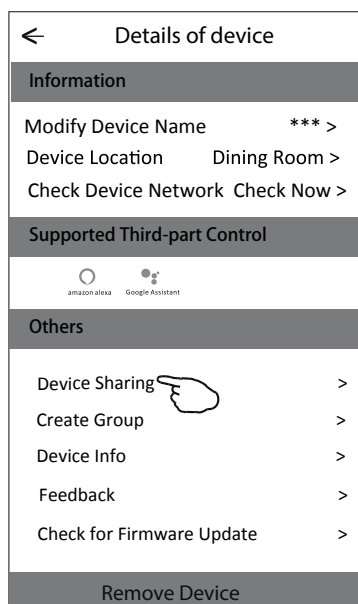 ← Details of device
Information
Modify Device Name *** >
Device Location Dining Room >
Check Device Network Check Now >
Supported Third-part Control
amazon alexa Google Assistant
Others
Device Sharing >
Create Group >
Device Info >
Feedback >
Check for Firmware Update >
Remove Device